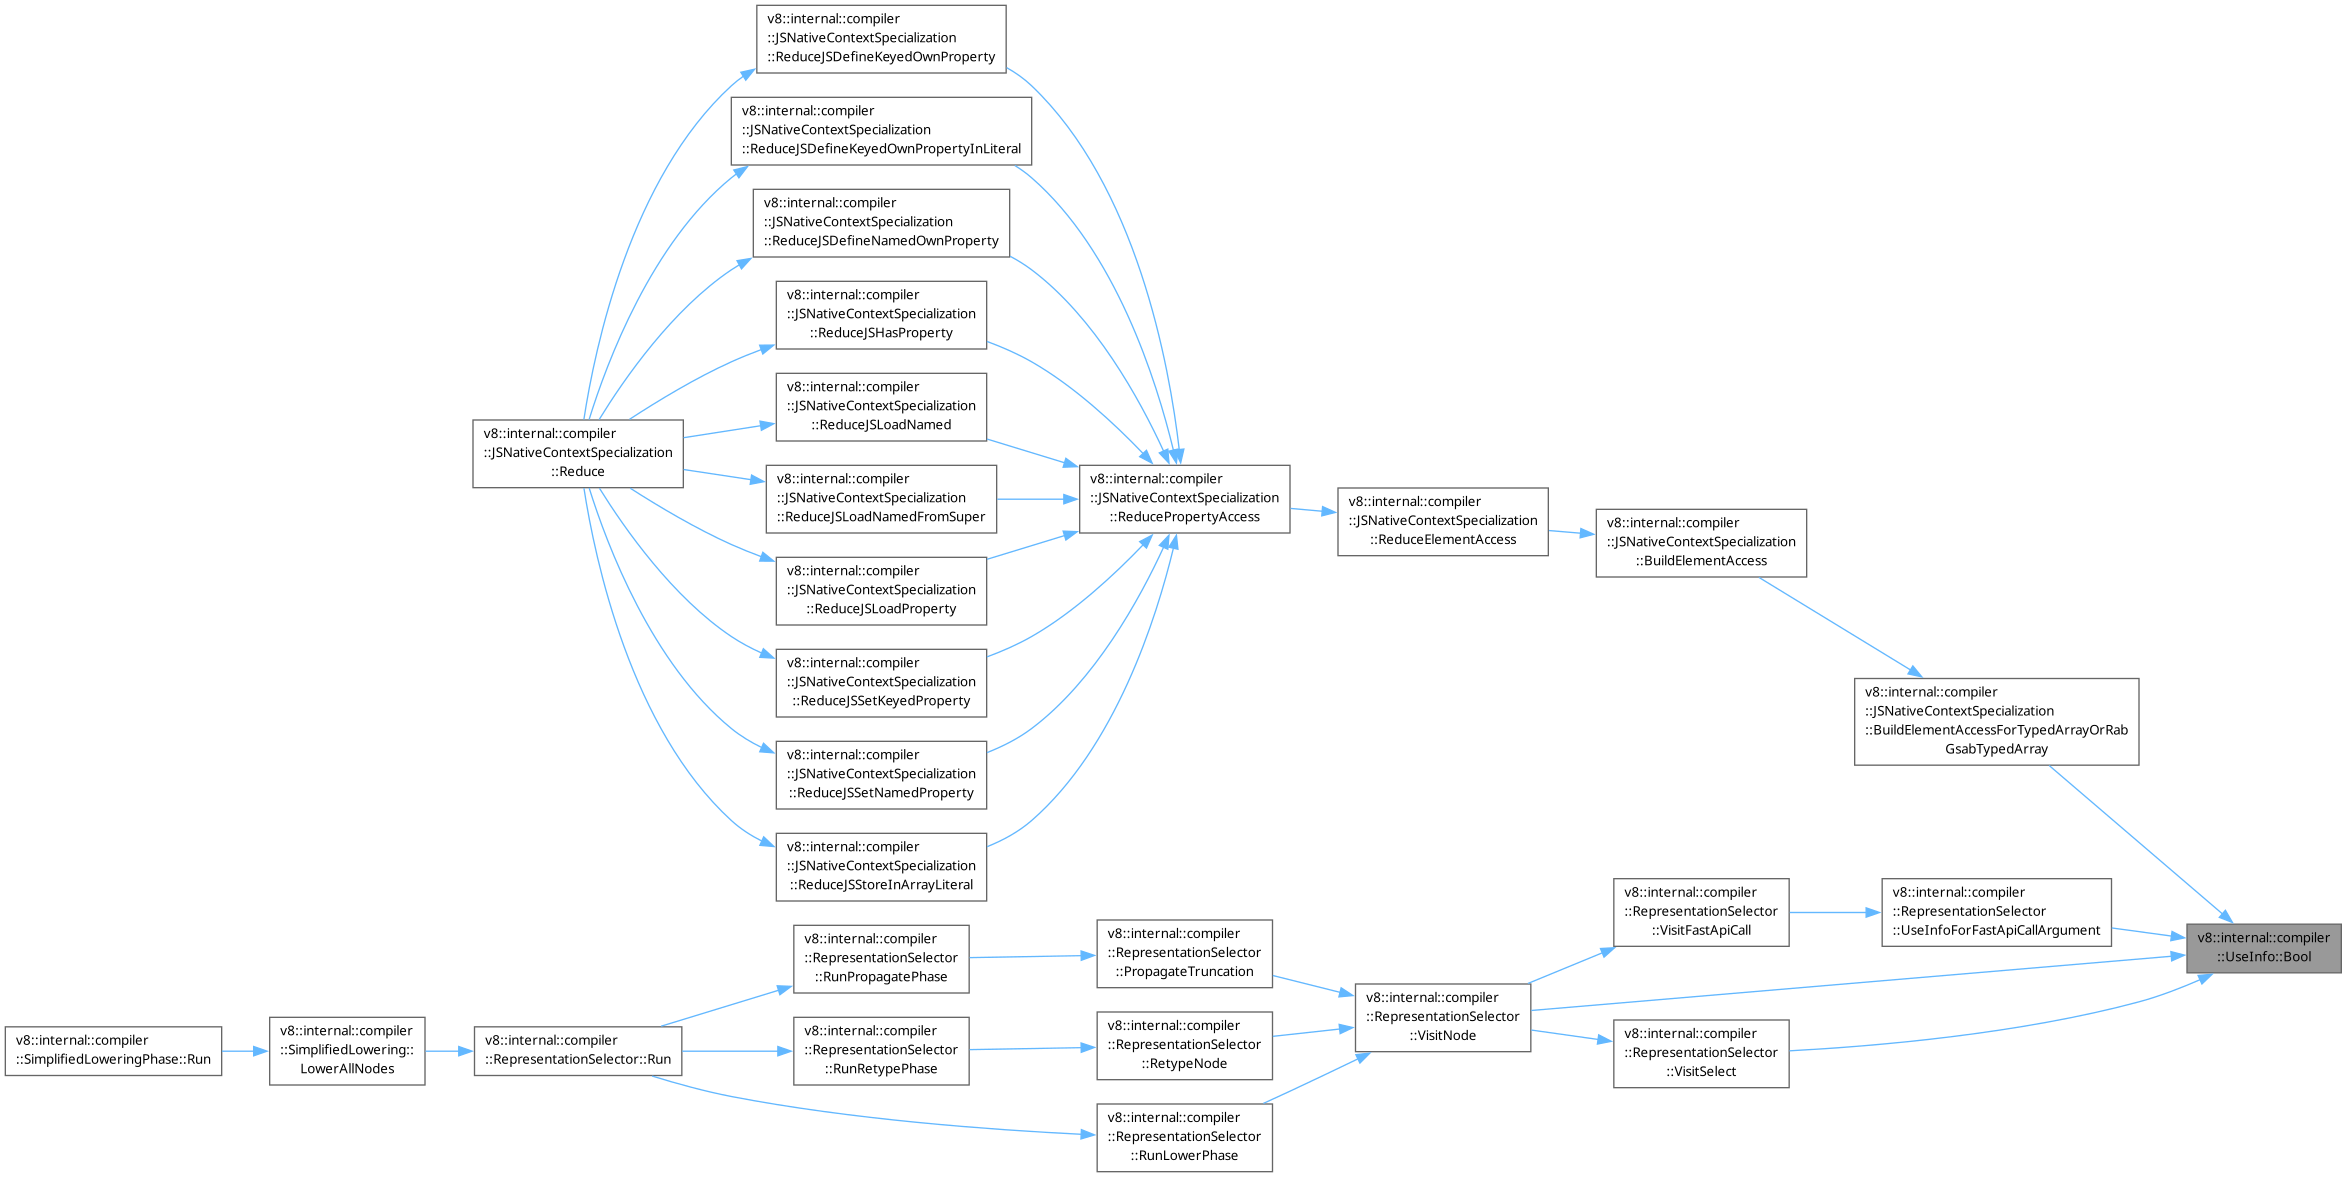 v8::internal::compiler
::JSNativeContextSpecialization
::ReduceJSDefineKeyedOwnProperty
v8::internal::compiler
::JSNativeContextSpecialization
::ReduceJSDefineKeyedOwnPropertyInLiteral
v8::internal::compiler
::JSNativeContextSpecialization
::ReduceJSDefineNamedOwnProperty
v8::internal::compiler
::JSNativeContextSpecialization
::ReduceJSHasProperty
v8::internal::compiler
::JSNativeContextSpecialization
::ReduceJSLoadNamed
v8::internal::compiler
::JSNativeContextSpecialization
::Reduce
v8::internal::compiler
::JSNativeContextSpecialization
::ReduceJSLoadNamedFromSuper
v8::internal::compiler
::JSNativeContextSpecialization
::ReducePropertyAccess
v8::internal::compiler
::JSNativeContextSpecialization
::ReduceElementAccess
v8::internal::compiler
::JSNativeContextSpecialization
::BuildElementAccess
v8::internal::compiler
::JSNativeContextSpecialization
::ReduceJSLoadProperty
v8::internal::compiler
::JSNativeContextSpecialization
::ReduceJSSetKeyedProperty
v8::internal::compiler
::JSNativeContextSpecialization
::BuildElementAccessForTypedArrayOrRab
GsabTypedArray
v8::internal::compiler
::JSNativeContextSpecialization
::ReduceJSSetNamedProperty
v8::internal::compiler
::JSNativeContextSpecialization
::ReduceJSStoreInArrayLiteral
v8::internal::compiler
::RepresentationSelector
::VisitFastApiCall
v8::internal::compiler
::RepresentationSelector
::UseInfoForFastApiCallArgument
v8::internal::compiler
::UseInfo::Bool
v8::internal::compiler
::RepresentationSelector
::RunPropagatePhase
v8::internal::compiler
::RepresentationSelector
::PropagateTruncation
v8::internal::compiler
::RepresentationSelector
::VisitNode
v8::internal::compiler
::SimplifiedLoweringPhase::Run
v8::internal::compiler
::SimplifiedLowering::
LowerAllNodes
v8::internal::compiler
::RepresentationSelector::Run
v8::internal::compiler
::RepresentationSelector
::RunRetypePhase
v8::internal::compiler
::RepresentationSelector
::RetypeNode
v8::internal::compiler
::RepresentationSelector
::VisitSelect
v8::internal::compiler
::RepresentationSelector
::RunLowerPhase